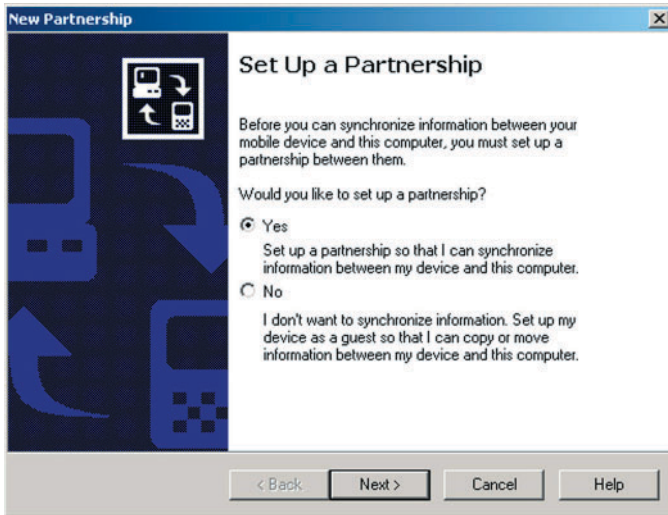 New Partnership
Set Up a Partnership
Before you can synchronize information between your
mobile device and this computer, you must set up a
partnership between them.
Would you like to set up a partnership?
Yes
Set up a partnership so that I can synchronize
information between my device and this computer.
No
I don't want to synchronize information. Set up my
device as a guest so that I can copy or move
information between my device and this computer.
< Back Next > Cancel Help